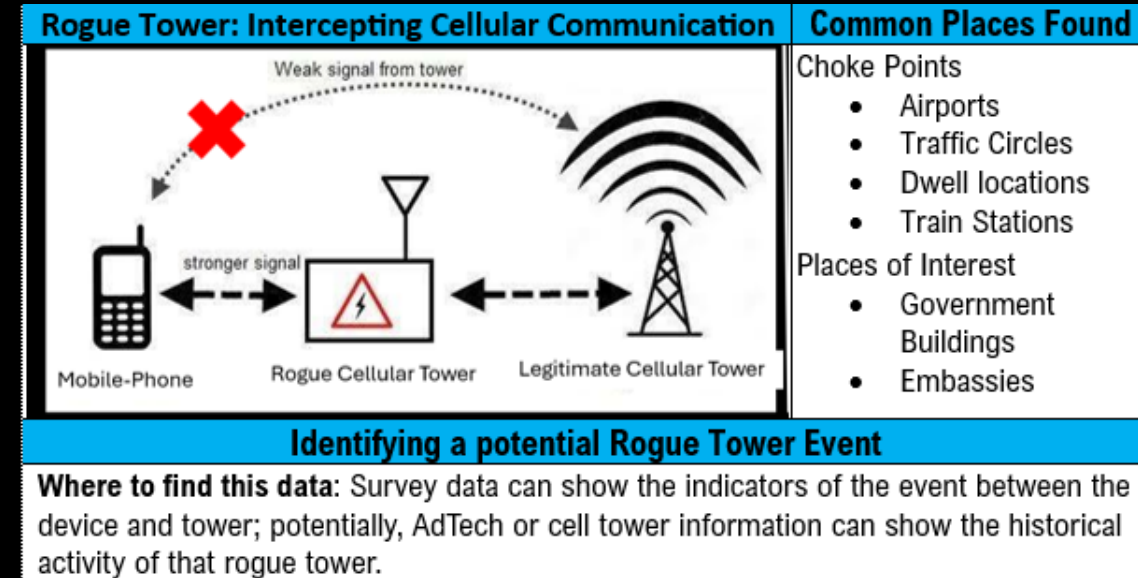 Rogue Tower: Intercepting Cellular Communication
Weak signal from tower
stronger signal
Mobile-Phone
Rogue Cellular Tower
Legitimate Cellular Tower
Common Places Found
Choke Points
• Airports
• Traffic Circles
• Dwell locations
• Train Stations
Places of Interest
• Government
Buildings
• Embassies
Identifying a potential Rogue Tower Event
Where to find this data: Survey data can show the indicators of the event between the
device and tower; potentially, AdTech or cell tower information can show the historical
activity of that rogue tower.